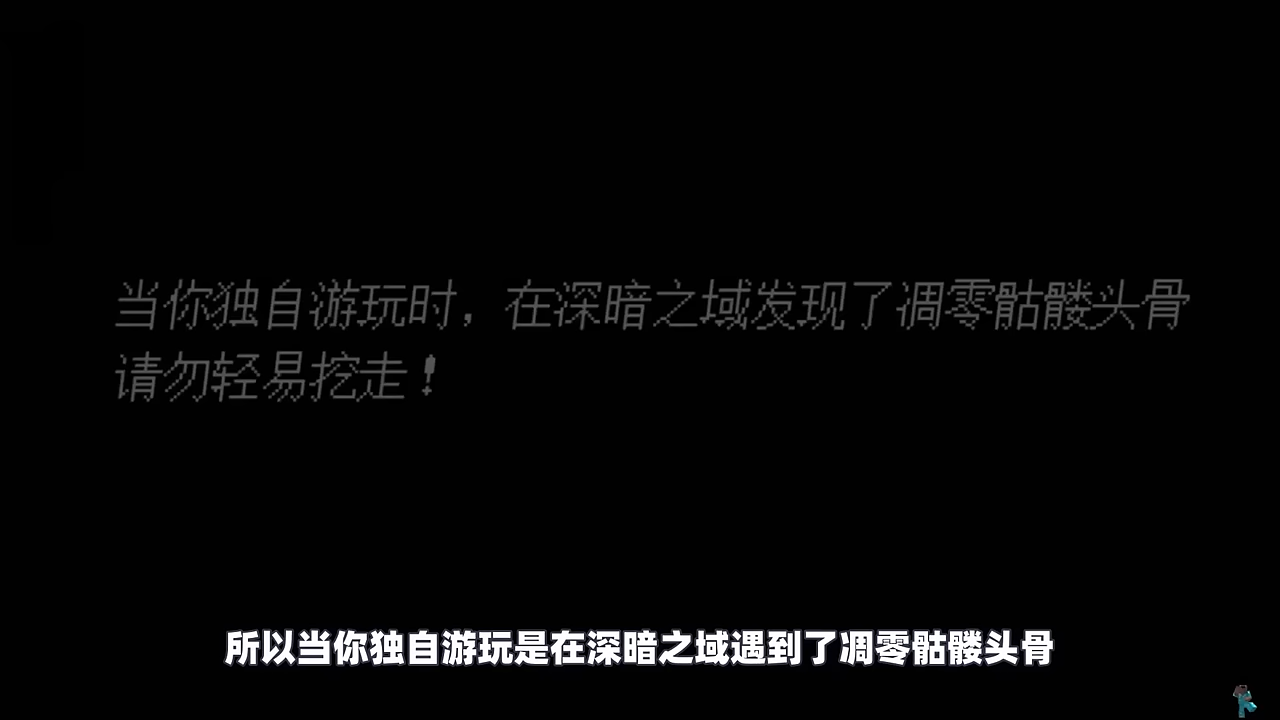 当你独自游玩时，在深暗之域发现了凋零骷髅头骨
请勿轻易挖走！
所以当你独自游玩是在深暗之域遇到了凋零骷髅头骨